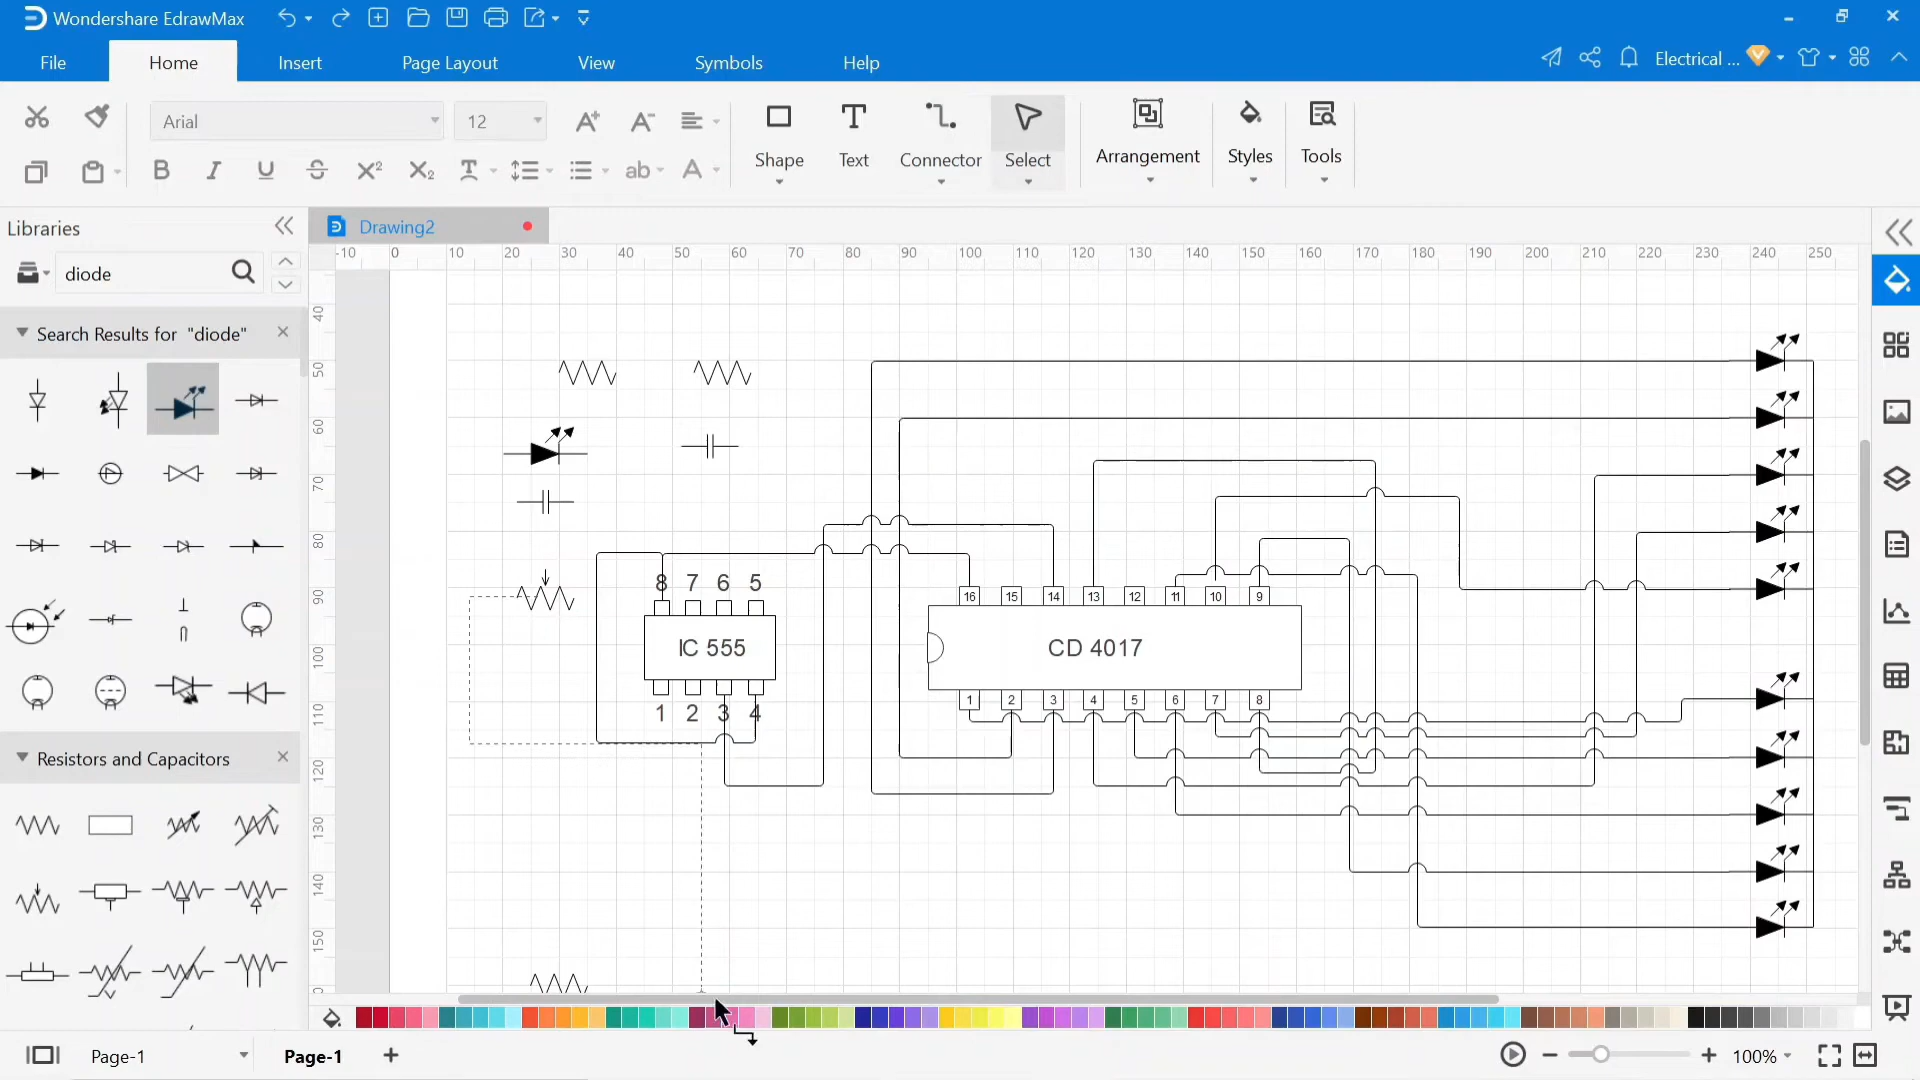 Wondershare EdrawMax
File Home Insert Page Layout View Symbols Help
Electrical ...
Arial 12
Shape Text Connector Select Arrangement Styles Tools
Libraries
Drawing2
diode
-10 0 10 20 30 40 50 60 70 80 90 100 110 120 130 140 150 160 170 180 190 200 210 220 230 240 250
Search Results for "diode"
40
50
60
70
80
90
100
110
120
130
140
150
8 7 6 5
IC 555
1 2 3 4
16 15 14 13 12 11 10 9
CD 4017
1 2 3 4 5 6 7 8
Resistors and Capacitors
Page-1
Page-1
100%